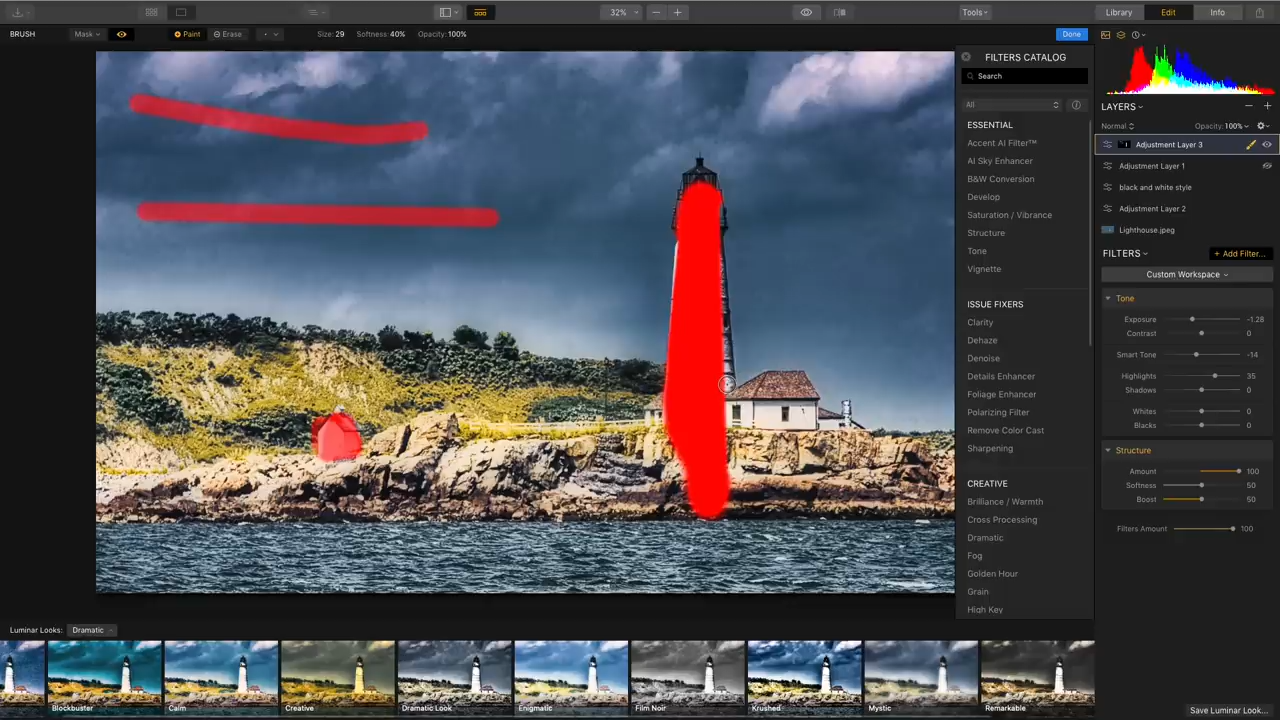 32%
Tools
Library
Edit
Info
BRUSH
Mask
Paint
Erase
Size: 29
Softness: 40%
Opacity: 100%
Done
FILTERS CATALOG
Search
All
ESSENTIAL
Accent AI Filter™
AI Sky Enhancer
B&W Conversion
Develop
Saturation / Vibrance
Structure
Tone
Vignette
ISSUE FIXERS
Clarity
Dehaze
Denoise
Details Enhancer
Foliage Enhancer
Polarizing Filter
Remove Color Cast
Sharpening
CREATIVE
Brilliance / Warmth
Cross Processing
Dramatic
Fog
Golden Hour
Grain
High Key
LAYERS
Normal
Opacity: 100%
Adjustment Layer 3
Adjustment Layer 1
black and white style
Adjustment Layer 2
Lighthouse.jpeg
FILTERS
+ Add Filter...
Custom Workspace
Tone
Exposure -1.28
Contrast 0
Smart Tone -14
Highlights 35
Shadows 0
Whites 0
Blacks 0
Structure
Amount 100
Softness 50
Boost 50
Filters Amount 100
Luminar Looks: Dramatic
Blockbuster
Calm
Creative
Dramatic Look
Enigmatic
Film Noir
Krushed
Mystic
Remarkable
Save Luminar Look...